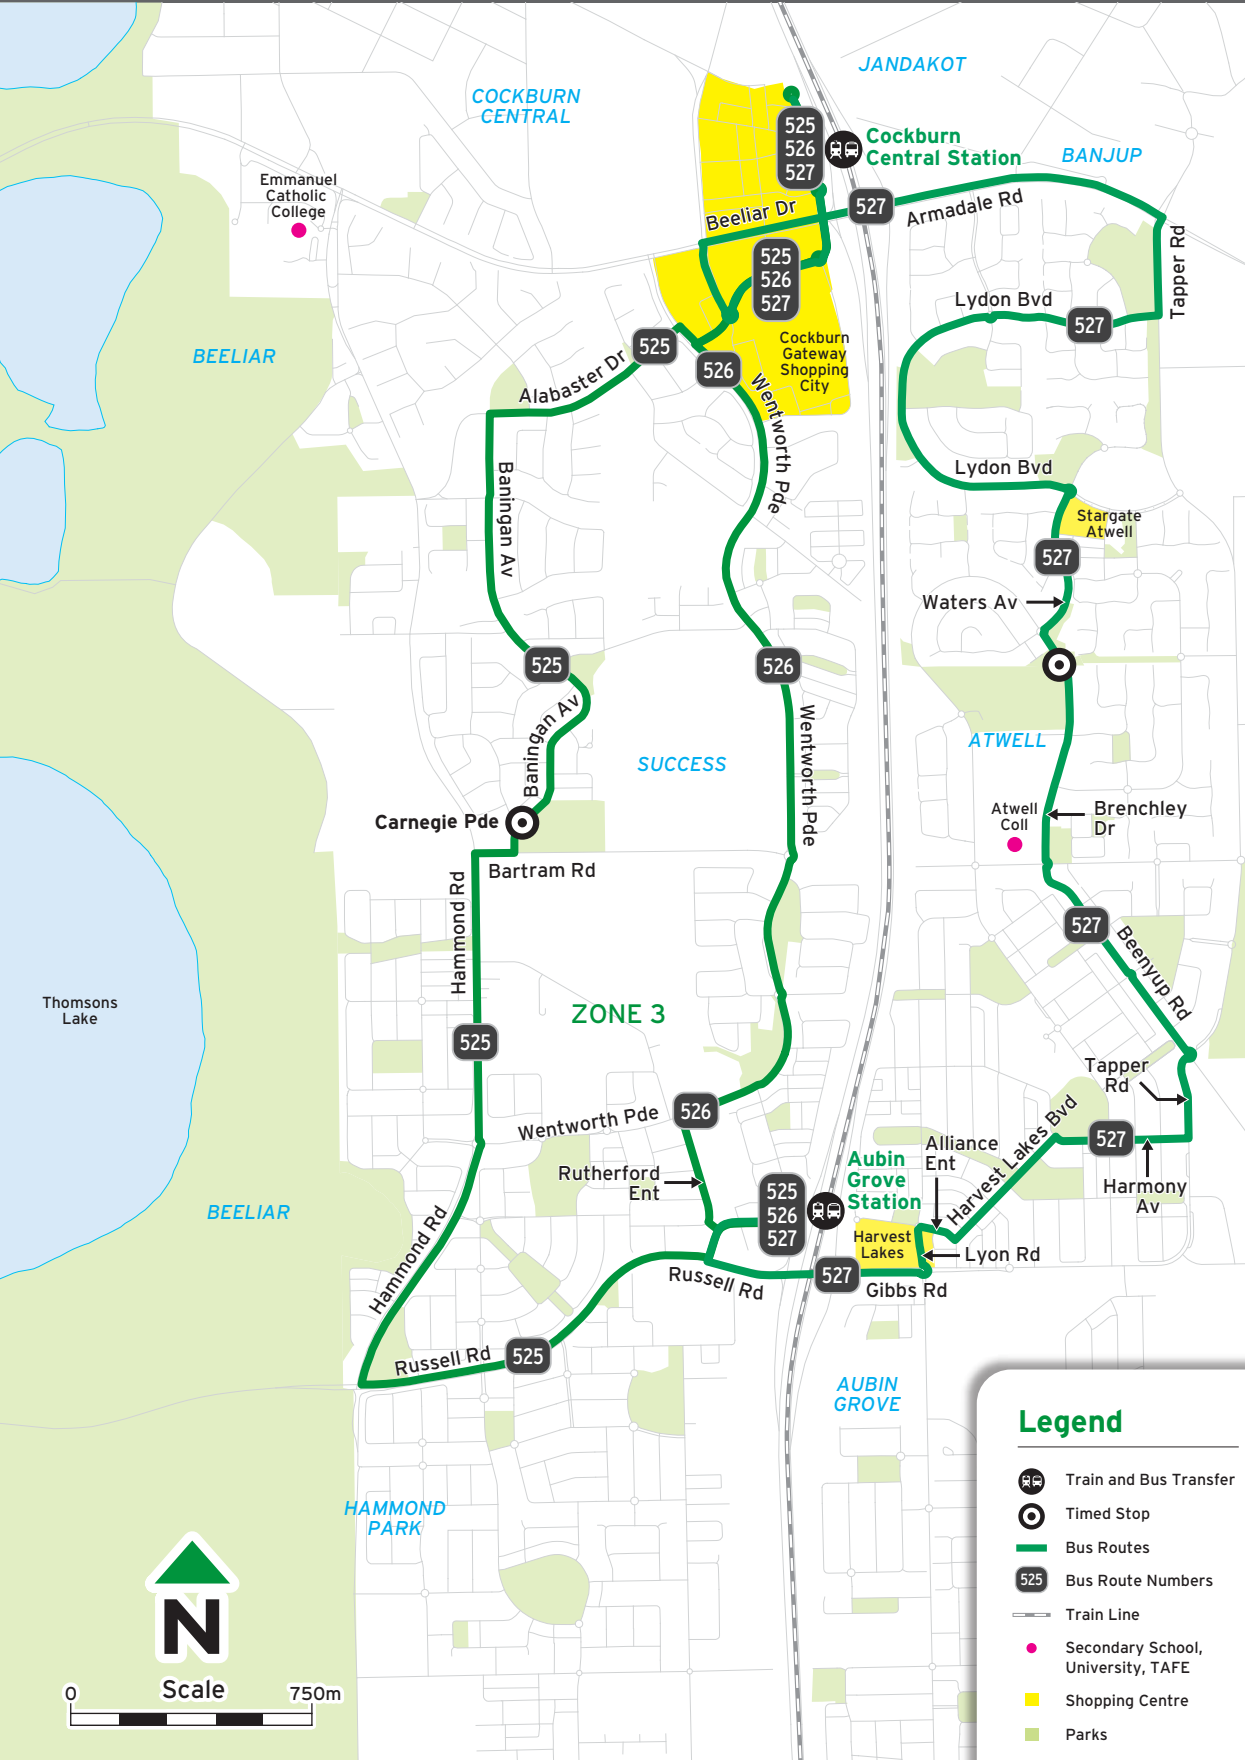 JANDAKOT
COCKBURN
CENTRAL
525
526
527
Cockburn
Central Station
BANJUP
Emmanuel
Catholic
College
527
Armadale Rd
Beeliar Dr
Tapper Rd
525
526
527
Lydon Bvd
527
BEELIAR
525
Cockburn
Gateway
Shopping
City
Alabaster Dr
526
Wentworth Pde
Baningan Av
Lydon Bvd
Stargate
Atwell
527
Waters Av
525
526
Baningan Av
Wentworth Pde
ATWELL
SUCCESS
Carnegie Pde
Atwell
Coll
Brenchley
Dr
Bartram Rd
Hammond Rd
527
Beenyup Rd
Thomsons
Lake
ZONE 3
525
Tapper
Rd
Wentworth Pde
526
Harvest Lakes Bvd
527
Alliance
Ent
Aubin
Grove
Station
Rutherford
Ent
525
526
527
Harmony
Av
BEELIAR
Hammond Rd
Harvest
Lakes
Lyon Rd
Russell Rd
527
Gibbs Rd
Russell Rd
525
AUBIN
GROVE
HAMMOND
PARK
N
Scale
0
750m
Legend
Train and Bus Transfer
Timed Stop
Bus Routes
525
Bus Route Numbers
Train Line
Secondary School,
University, TAFE
Shopping Centre
Parks